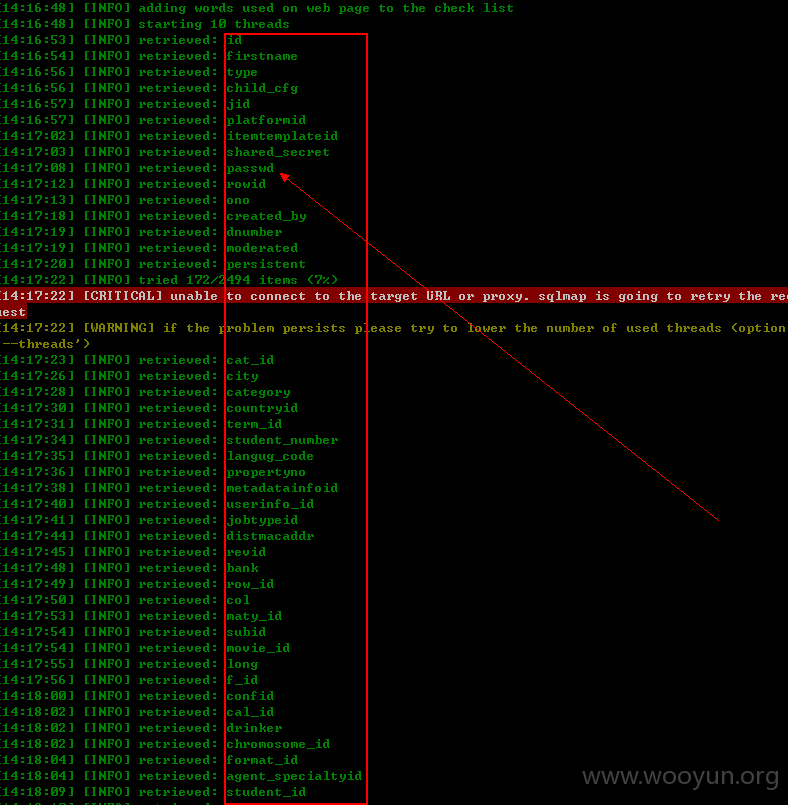 [14:16:48] [INFO] adding words used on web page to the check list
[14:16:48] [INFO] starting 10 threads
[14:16:53] [INFO] retrieved: id
[14:16:54] [INFO] retrieved: firstname
[14:16:56] [INFO] retrieved: type
[14:16:56] [INFO] retrieved: child_cfg
[14:16:57] [INFO] retrieved: jid
[14:16:57] [INFO] retrieved: platformid
[14:17:02] [INFO] retrieved: itemtemplateid
[14:17:03] [INFO] retrieved: shared_secret
[14:17:08] [INFO] retrieved: passwd
[14:17:12] [INFO] retrieved: rowid
[14:17:13] [INFO] retrieved: ono
[14:17:18] [INFO] retrieved: created_by
[14:17:19] [INFO] retrieved: dnumber
[14:17:19] [INFO] retrieved: moderated
[14:17:20] [INFO] retrieved: persistent
[14:17:22] [INFO] tried 172/2494 items (7%)
[14:17:22] [CRITICAL] unable to connect to the target URL or proxy. sqlmap is going to retry the req
uest
[14:17:22] [WARNING] if the problem persists please try to lower the number of used threads (option
'--threads')
[14:17:23] [INFO] retrieved: cat_id
[14:17:26] [INFO] retrieved: city
[14:17:28] [INFO] retrieved: category
[14:17:30] [INFO] retrieved: countryid
[14:17:31] [INFO] retrieved: term_id
[14:17:34] [INFO] retrieved: student_number
[14:17:35] [INFO] retrieved: langug_code
[14:17:36] [INFO] retrieved: propertyno
[14:17:38] [INFO] retrieved: metadatainfoid
[14:17:40] [INFO] retrieved: userinfo_id
[14:17:41] [INFO] retrieved: jobtypeid
[14:17:44] [INFO] retrieved: distmacaddr
[14:17:45] [INFO] retrieved: revid
[14:17:48] [INFO] retrieved: bank
[14:17:49] [INFO] retrieved: row_id
[14:17:50] [INFO] retrieved: col
[14:17:53] [INFO] retrieved: maty_id
[14:17:54] [INFO] retrieved: subid
[14:17:54] [INFO] retrieved: movie_id
[14:17:55] [INFO] retrieved: long
[14:17:56] [INFO] retrieved: f_id
[14:18:00] [INFO] retrieved: confid
[14:18:02] [INFO] retrieved: cal_id
[14:18:02] [INFO] retrieved: drinker
[14:18:02] [INFO] retrieved: chromosome_id
[14:18:04] [INFO] retrieved: format_id
[14:18:04] [INFO] retrieved: agent_specialtyid
[14:18:09] [INFO] retrieved: student_id
www.wooyun.org